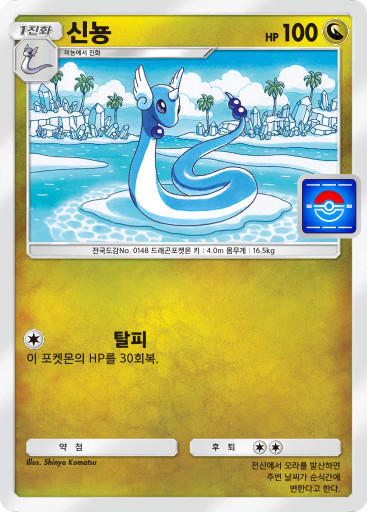 1진화 신뇽 HP 100
미뇽에서 진화
전국도감No. 0148 드래곤포켓몬 키 : 4.0m 몸무게 : 16.5kg
탈피
이 포켓몬의 HP를 30회복.
약 점 후 퇴
Illus. Shinya Komatsu
전신에서 오라를 발산하면
주변 날씨가 순식간에
변한다고 한다.